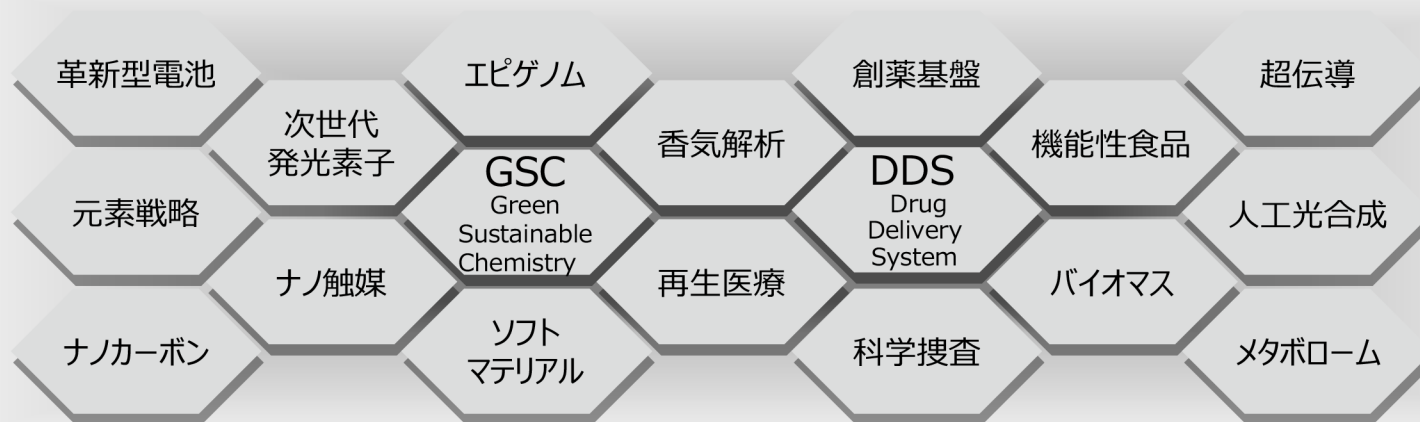 革新型電池
エピゲノム
創薬基盤
超伝導
次世代
発光素子
香気解析
機能性食品
元素戦略
GSC
Green
Sustainable
Chemistry
DDS
Drug
Delivery
System
人工光合成
ナノ触媒
再生医療
バイオマス
ナノカーボン
ソフト
マテリアル
科学捜査
メタボローム